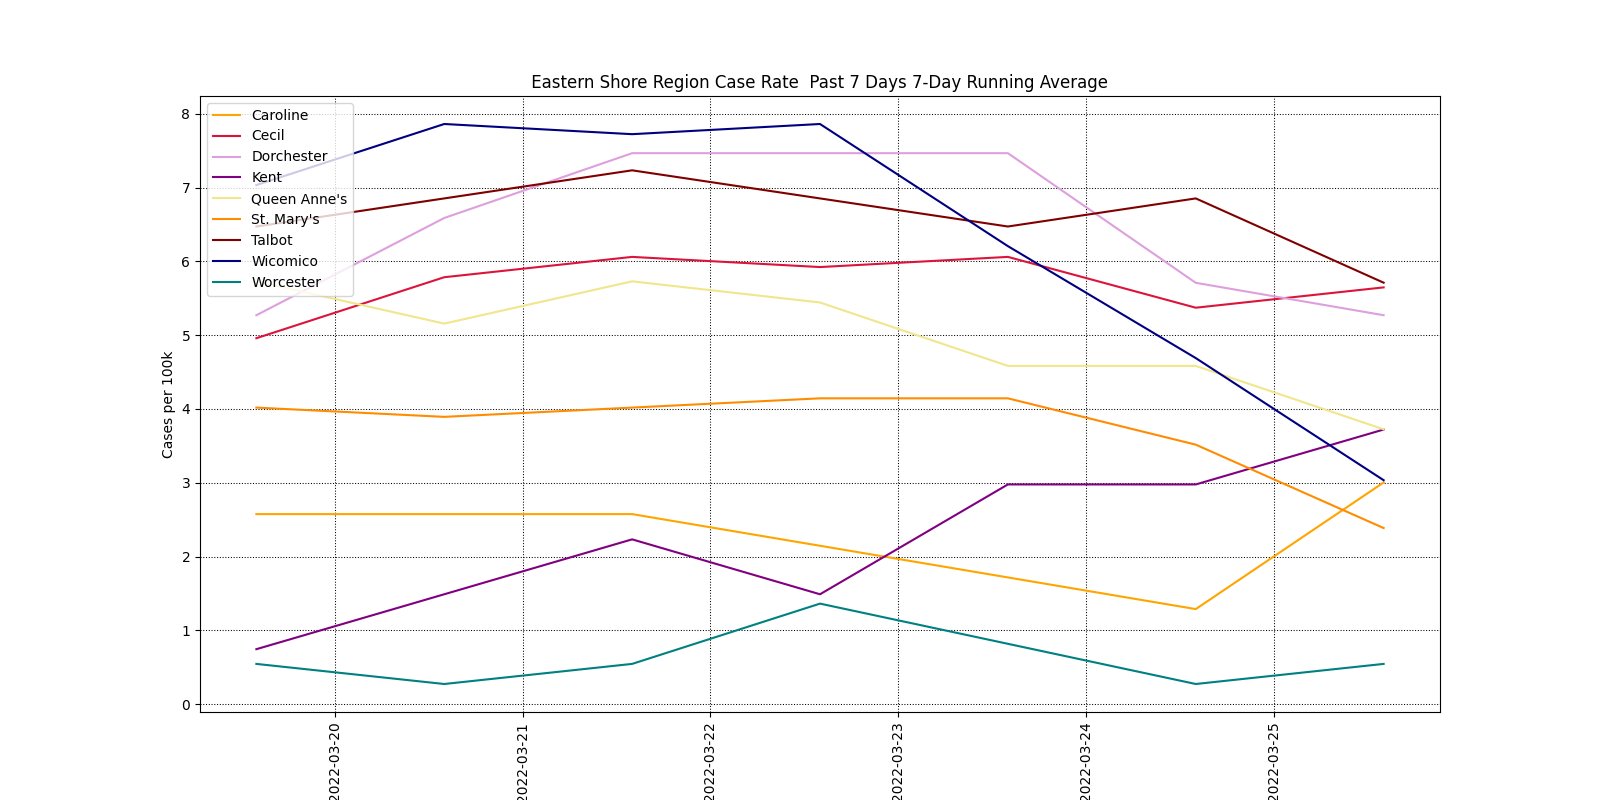 Eastern Shore Region Case Rate  Past 7 Days 7-Day Running Average
Caroline
Cecil
Dorchester
Kent
Queen Anne's
St. Mary's
Talbot
Wicomico
Worcester
8
7
6
5
4
3
2
1
0
Cases per 100k
2022-03-20
2022-03-21
2022-03-22
2022-03-23
2022-03-24
2022-03-25